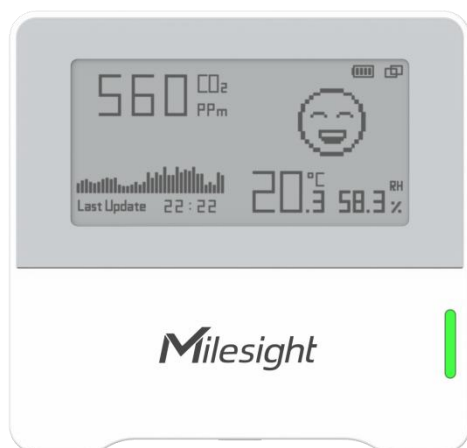 560 CO₂
PPm
Last Update 22:22
20.3 °C
58.3 RH %
Milesight